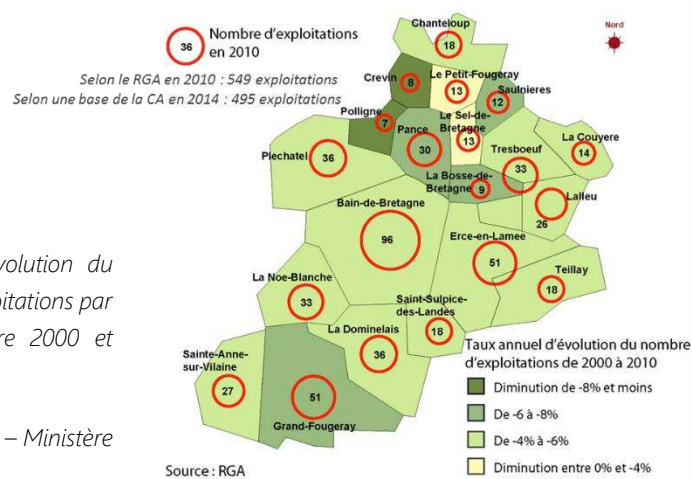 Nord
36
Nombre d'exploitations
en 2010
Selon le RGA en 2010 : 549 exploitations
Selon une base de la CA en 2014 : 495 exploitations
Chanteloup
18
Crevin
8
Le Petit-Fougeray
13
Saulnieres
12
Polligne
7
Pance
30
Le Sel-de-
Bretagne
13
Tresboeuf
33
La Couyere
14
Plechatel
36
La Bosse-de-
Bretagne
9
Lalleu
26
Bain-de-Bretagne
96
Erce-en-Lamee
51
Teillay
18
La Noe-Blanche
33
Saint-Sulpice-
des-Landes
18
La Dominelais
36
Sainte-Anne-
sur-Vilaine
27
51
Grand-Fougeray
volution du
oitations par
re 2000 et
– Ministère
Taux annuel d'évolution du nombre
d'exploitations de 2000 à 2010
Diminution de -8% et moins
De -6 à -8%
De -4% à -6%
Diminution entre 0% et -4%
Source : RGA